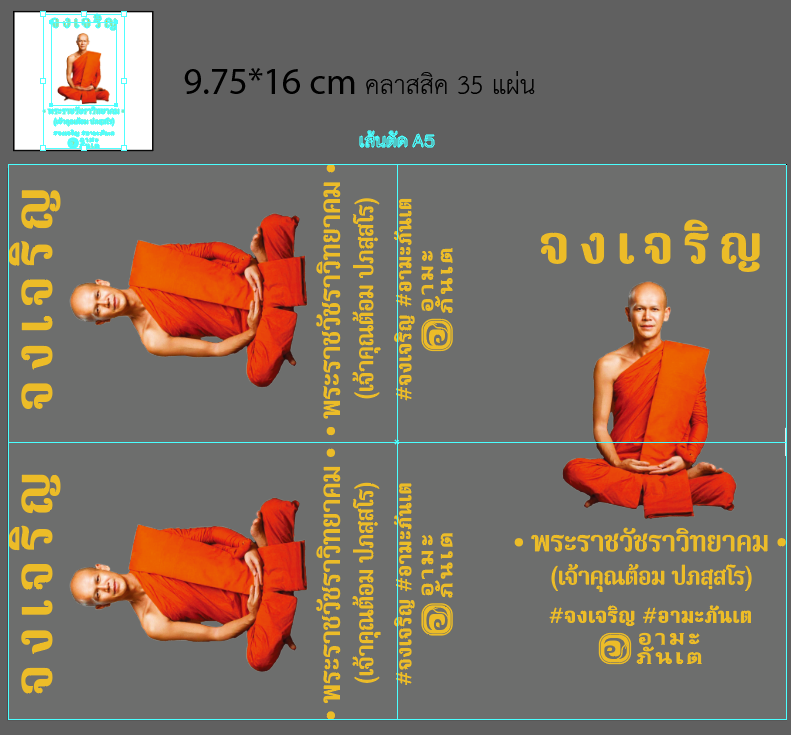 จงเจริญ
• พระราชวัชราวิทยาคม •
(เจ้าคุณต้อม ปภสฺสโร)
#จงเจริญ #อามะภันเต
อามะ
ภันเต
9.75*16 cm คลาสสิค 35 แผ่น
เส้นตัด A5
จงเจริญ
• พระราชวัชราวิทยาคม •
(เจ้าคุณต้อม ปภสฺสโร)
#จงเจริญ #อามะภันเต
อามะ
ภันเต
จงเจริญ
• พระราชวัชราวิทยาคม •
(เจ้าคุณต้อม ปภสฺสโร)
#จงเจริญ #อามะภันเต
อามะ
ภันเต
จงเจริญ
• พระราชวัชราวิทยาคม •
(เจ้าคุณต้อม ปภสฺสโร)
#จงเจริญ #อามะภันเต
อามะ
ภันเต